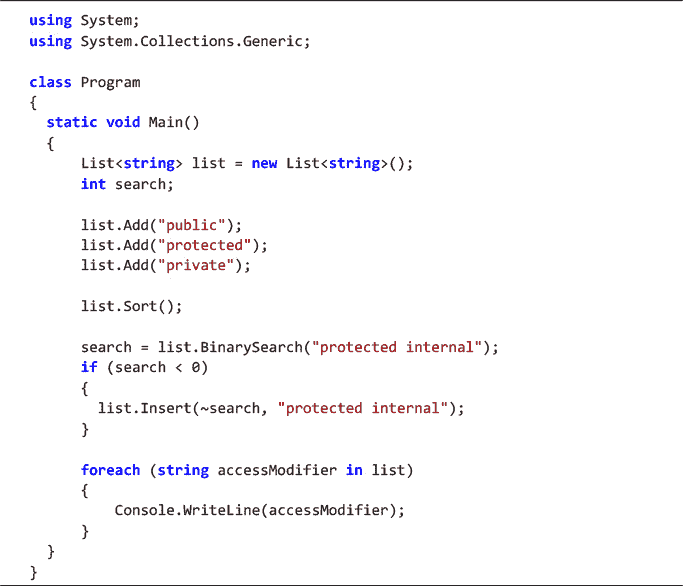 using System;
using System.Collections.Generic;
class Program
{
static void Main()
{
List<string> list = new List<string>();
int search;
list.Add("public");
list.Add("protected");
list.Add("private");
list.Sort();
search = list.BinarySearch("protected internal");
if (search < 0)
{
list.Insert(~search, "protected internal");
}
foreach (string accessModifier in list)
{
Console.WriteLine(accessModifier);
}
}
}